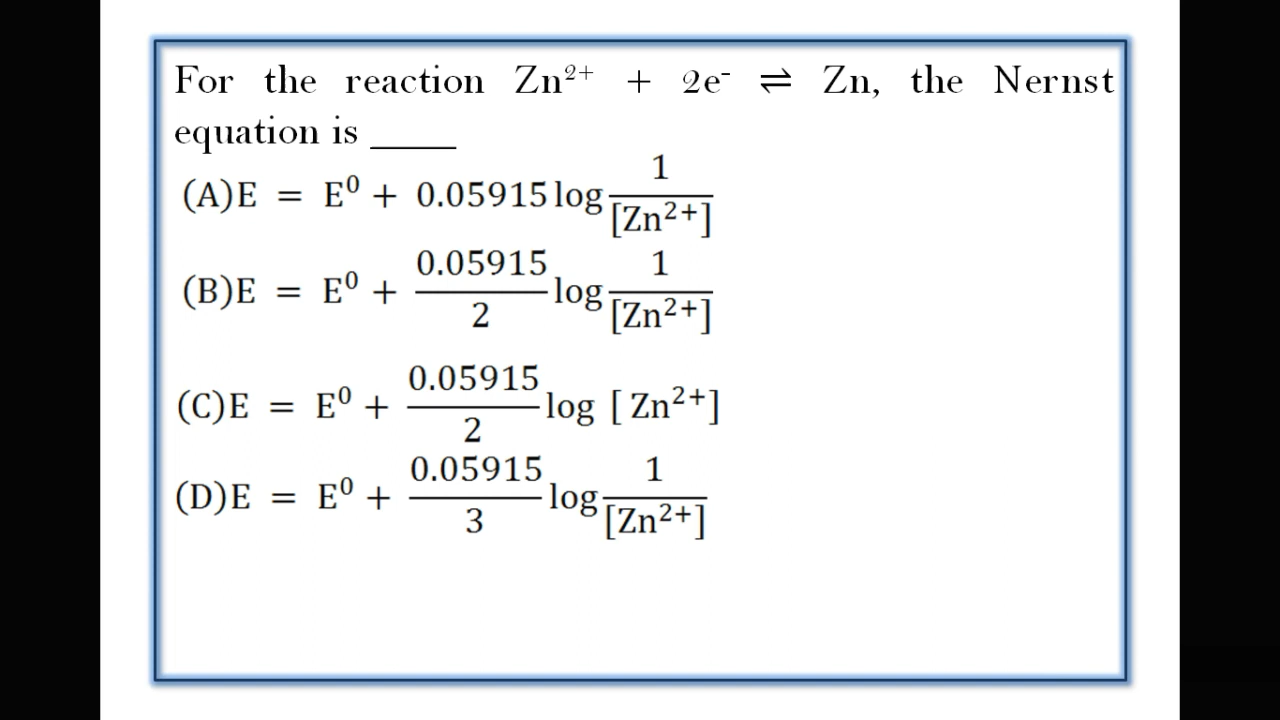 For the reaction Zn²⁺ + 2e⁻ ⇌ Zn, the Nernst
equation is ____
(A)E = E⁰ + 0.05915 log 1/[Zn²⁺]
(B)E = E⁰ + 0.05915/2 log 1/[Zn²⁺]
(C)E = E⁰ + 0.05915/2 log [ Zn²⁺]
(D)E = E⁰ + 0.05915/3 log 1/[Zn²⁺]